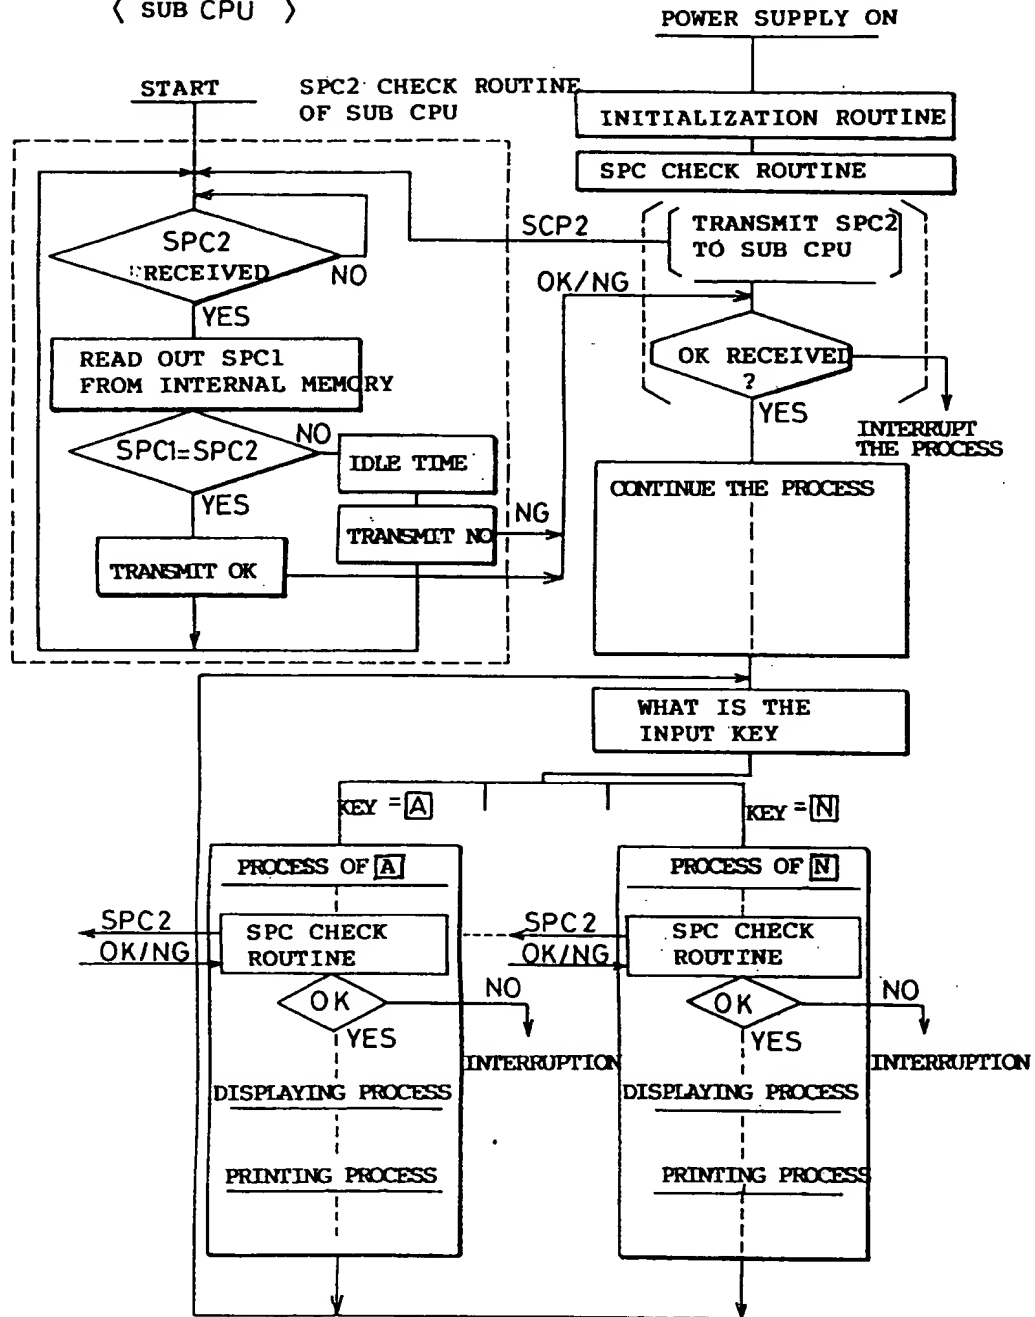 ⟨ SUB CPU ⟩
POWER SUPPLY ON
START
SPC2 CHECK ROUTINE
OF SUB CPU
INITIALIZATION ROUTINE
SPC CHECK ROUTINE
SCP2
TRANSMIT SPC2
TO SUB CPU
SPC2
RECEIVED
NO
YES
OK/NG
OK RECEIVED
?
YES
INTERRUPT
THE PROCESS
READ OUT SPC1
FROM INTERNAL MEMORY
SPC1=SPC2
NO
YES
IDLE TIME
TRANSMIT NO
NG
TRANSMIT OK
CONTINUE THE PROCESS
WHAT IS THE
INPUT KEY
KEY = A
KEY = N
PROCESS OF A
SPC2
OK/NG
SPC CHECK
ROUTINE
OK
NO
YES
INTERRUPTION
DISPLAYING PROCESS
PRINTING PROCESS
PROCESS OF N
SPC2
OK/NG
SPC CHECK
ROUTINE
OK
NO
YES
INTERRUPTION
DISPLAYING PROCESS
PRINTING PROCESS